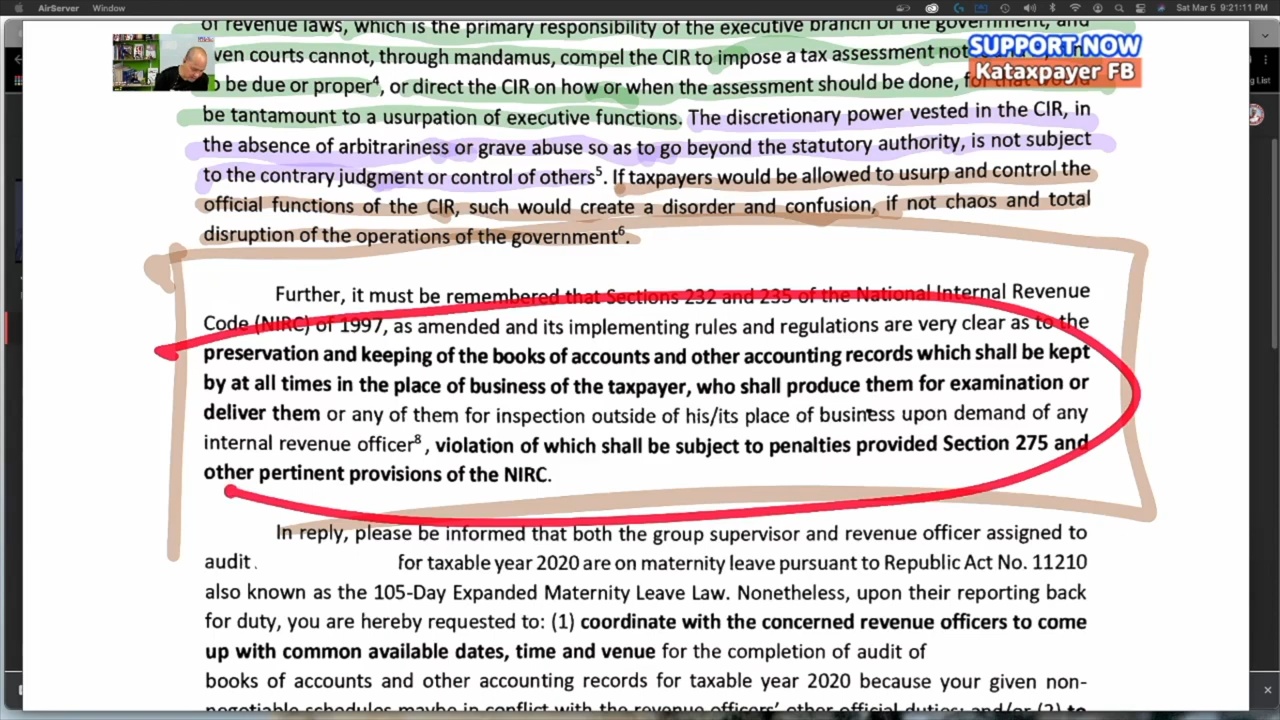 AirServer Window Sat Mar 5 9:21:11 PM
of revenue laws, which is the primary responsibility of the executive branch of the government, and
SUPPORT NOW
Kataxpayer FB
ven courts cannot, through mandamus, compel the CIR to impose a tax assessment not
be due or proper⁴, or direct the CIR on how or when the assessment should be done,
be tantamount to a usurpation of executive functions. The discretionary power vested in the CIR, in
the absence of arbitrariness or grave abuse so as to go beyond the statutory authority, is not subject
to the contrary judgment or control of others⁵. If taxpayers would be allowed to usurp and control the
official functions of the CIR, such would create a disorder and confusion, if not chaos and total
disruption of the operations of the government⁶.
Further, it must be remembered that Sections 232 and 235 of the National Internal Revenue
Code (NIRC) of 1997, as amended and its implementing rules and regulations are very clear as to the
preservation and keeping of the books of accounts and other accounting records which shall be kept
by at all times in the place of business of the taxpayer, who shall produce them for examination or
deliver them or any of them for inspection outside of his/its place of business upon demand of any
internal revenue officer⁸, violation of which shall be subject to penalties provided Section 275 and
other pertinent provisions of the NIRC.
In reply, please be informed that both the group supervisor and revenue officer assigned to
audit for taxable year 2020 are on maternity leave pursuant to Republic Act No. 11210
also known as the 105-Day Expanded Maternity Leave Law. Nonetheless, upon their reporting back
for duty, you are hereby requested to: (1) coordinate with the concerned revenue officers to come
up with common available dates, time and venue for the completion of audit of
books of accounts and other accounting records for taxable year 2020 because your given non-
negotiable schedules maybe in conflict with the revenue officers' other official duties; and/or (2) to